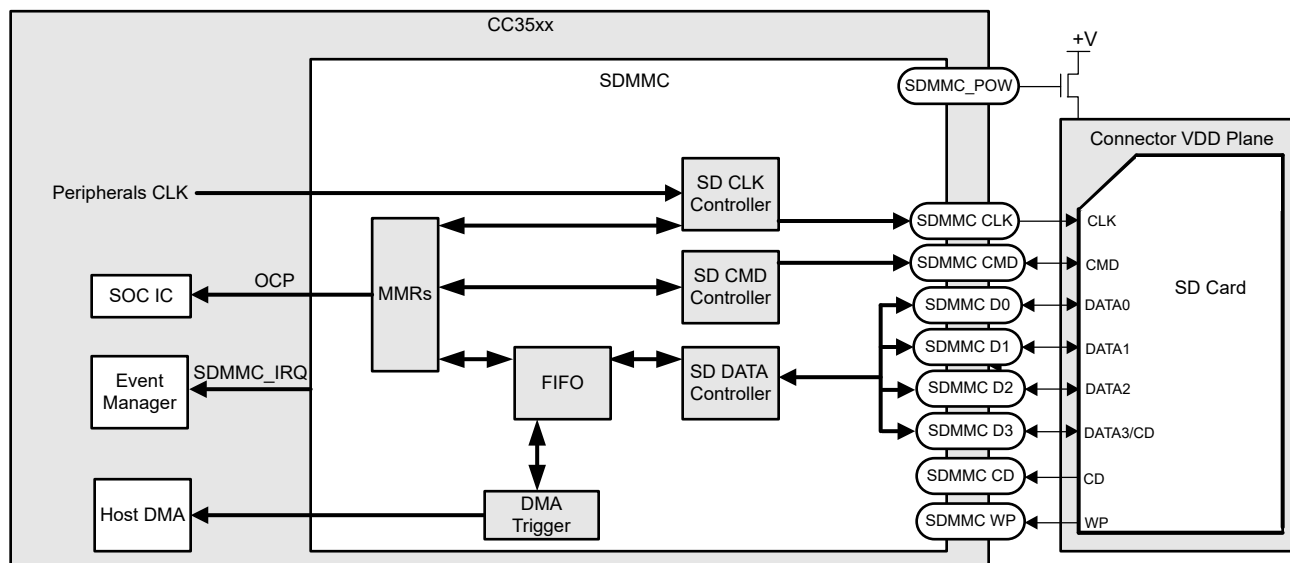 CC35xx
+V
SDMMC
SDMMC_POW
Connector VDD Plane
Peripherals CLK
SD CLK
Controller
SDMMC CLK
CLK
MMRs
SD CMD
Controller
SDMMC CMD
CMD
SD Card
SOC IC
OCP
SDMMC D0
DATA0
SDMMC D1
DATA1
Event
Manager
SDMMC_IRQ
FIFO
SD DATA
Controller
SDMMC D2
DATA2
SDMMC D3
DATA3/CD
SDMMC CD
CD
Host DMA
DMA
Trigger
SDMMC WP
WP